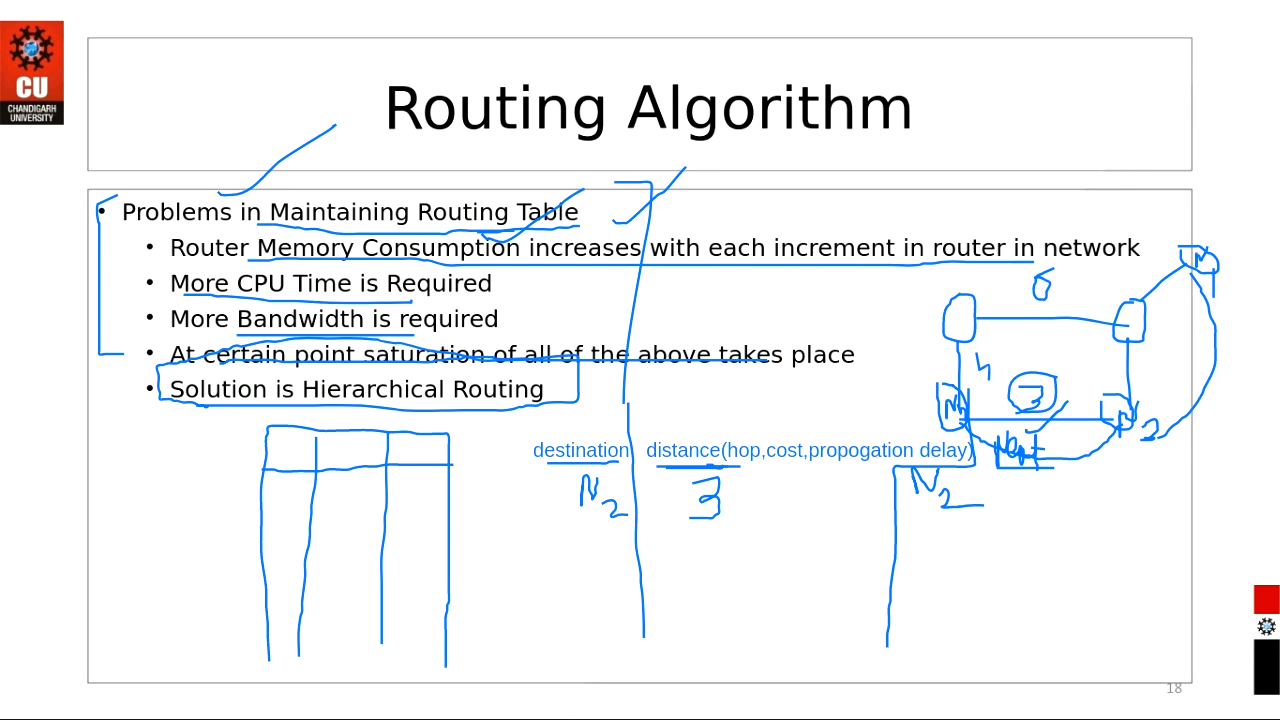 CU
CHANDIGARH
UNIVERSITY
Routing Algorithm
• Problems in Maintaining Routing Table
• Router Memory Consumption increases with each increment in router in network
• More CPU Time is Required
• More Bandwidth is required
• At certain point saturation of all of the above takes place
• Solution is Hierarchical Routing
destination distance(hop,cost,propogation delay)
N2 3 N2
18